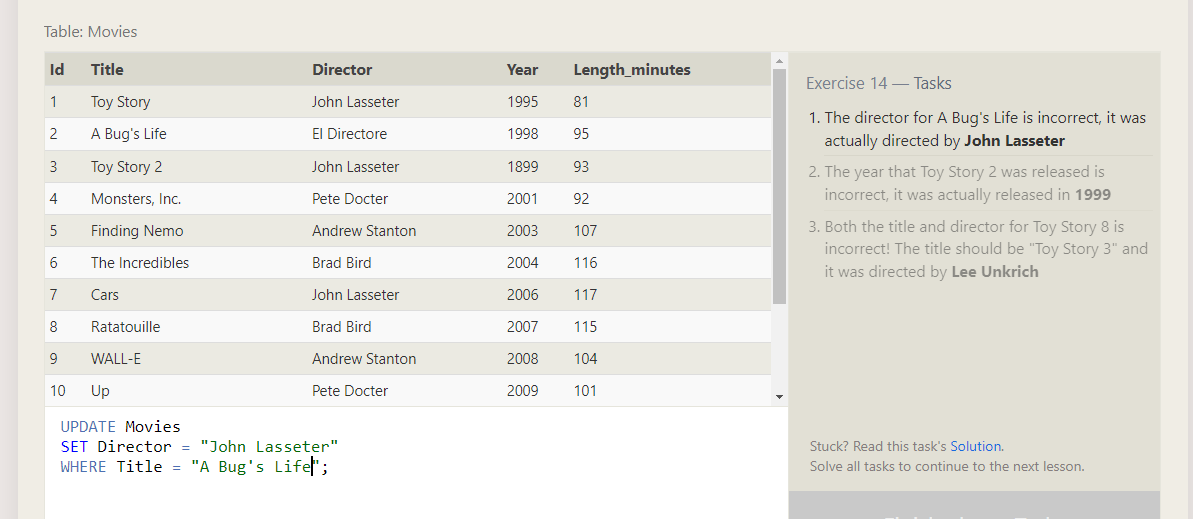 Table: Movies
Id Title Director Year Length_minutes
1 Toy Story John Lasseter 1995 81
2 A Bug's Life El Directore 1998 95
3 Toy Story 2 John Lasseter 1899 93
4 Monsters, Inc. Pete Docter 2001 92
5 Finding Nemo Andrew Stanton 2003 107
6 The Incredibles Brad Bird 2004 116
7 Cars John Lasseter 2006 117
8 Ratatouille Brad Bird 2007 115
9 WALL-E Andrew Stanton 2008 104
10 Up Pete Docter 2009 101
UPDATE Movies
SET Director = "John Lasseter"
WHERE Title = "A Bug's Life";
Exercise 14 — Tasks
1. The director for A Bug's Life is incorrect, it was
actually directed by John Lasseter
2. The year that Toy Story 2 was released is
incorrect, it was actually released in 1999
3. Both the title and director for Toy Story 8 is
incorrect! The title should be "Toy Story 3" and
it was directed by Lee Unkrich
Stuck? Read this task's Solution.
Solve all tasks to continue to the next lesson.